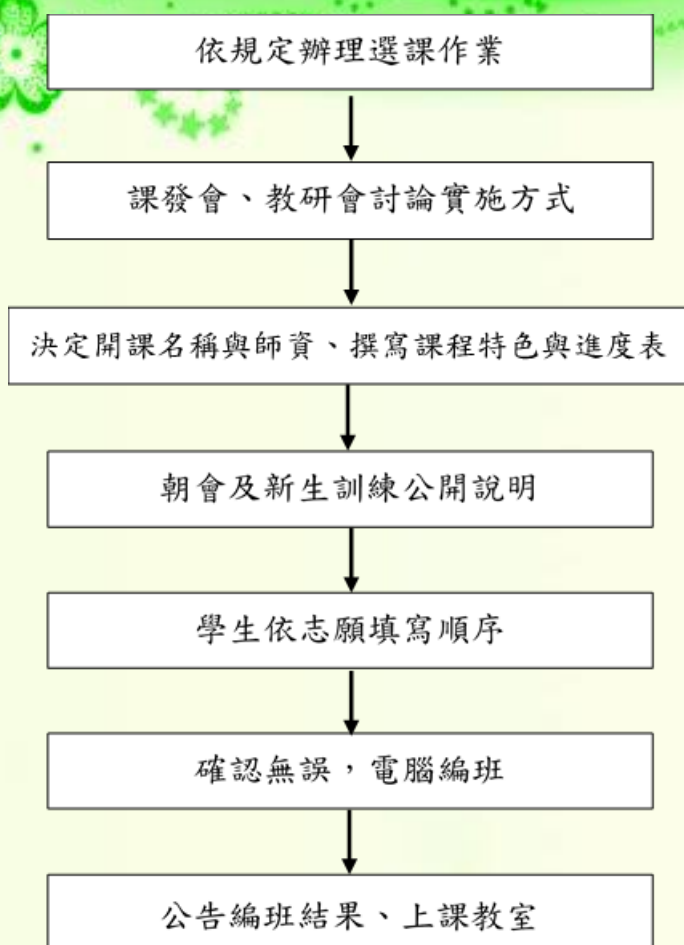 依規定辦理選課作業
課發會、教研會討論實施方式
決定開課名稱與師資、撰寫課程特色與進度表
朝會及新生訓練公開說明
學生依志願填寫順序
確認無誤，電腦編班
公告編班結果、上課教室